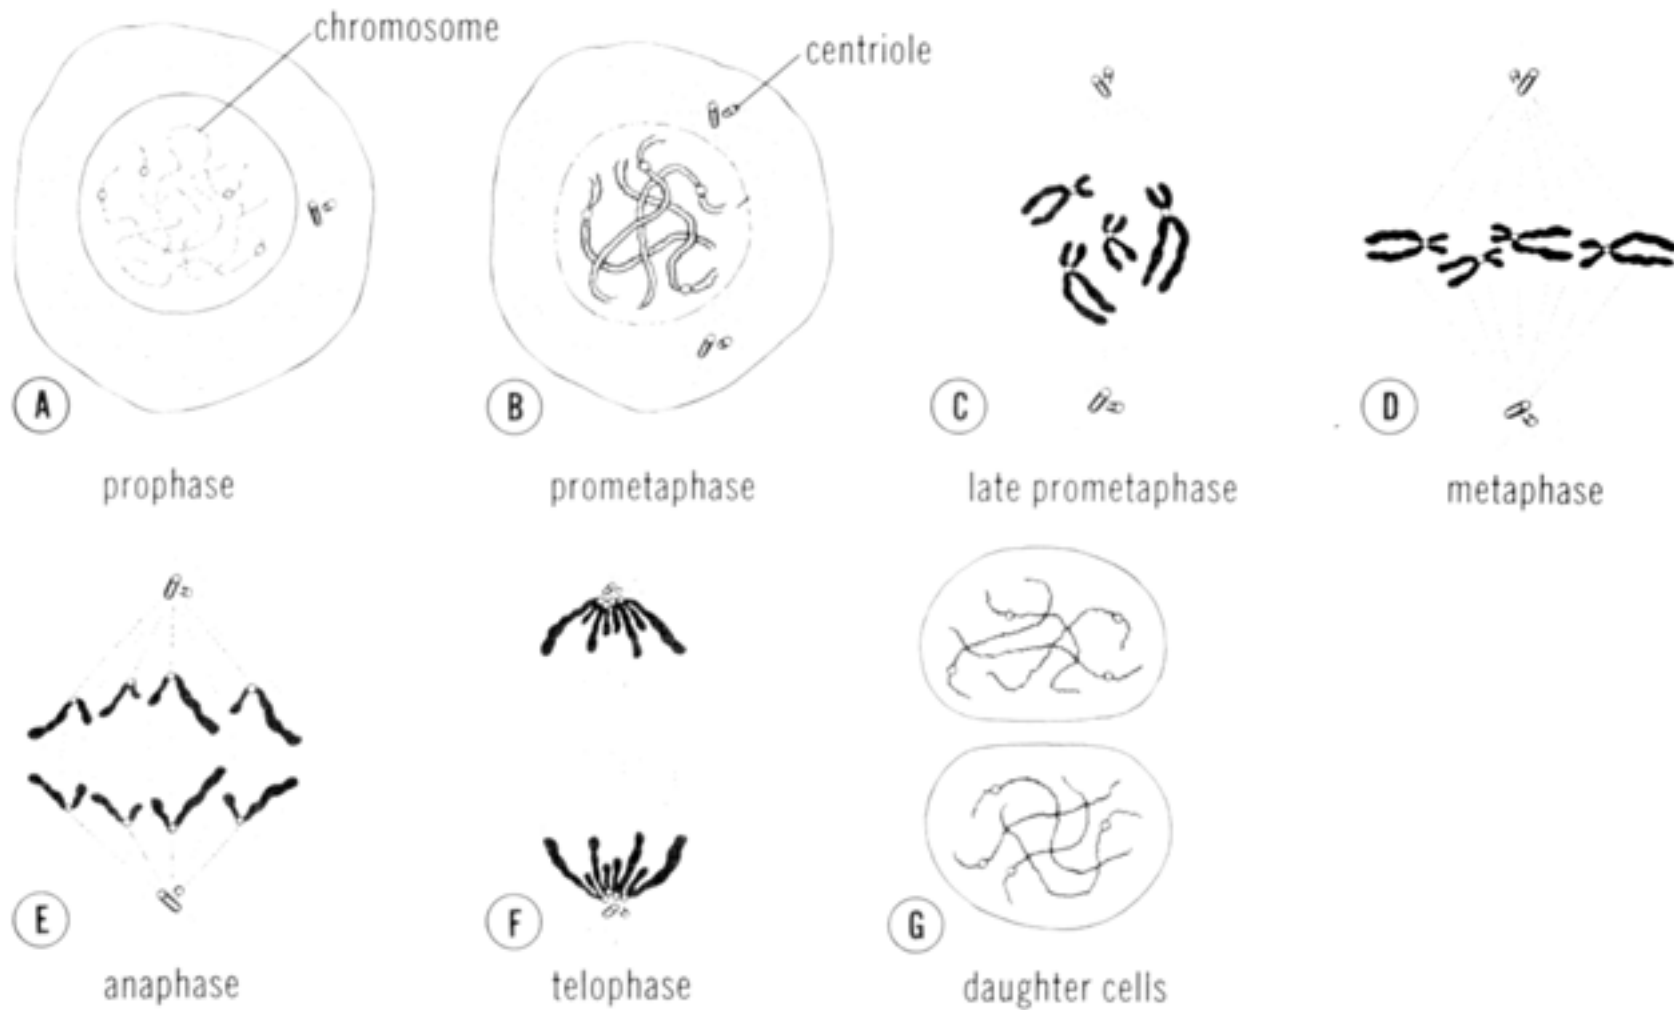 chromosome
centriole
A
B
C
D
prophase
prometaphase
late prometaphase
metaphase
E
F
G
anaphase
telophase
daughter cells